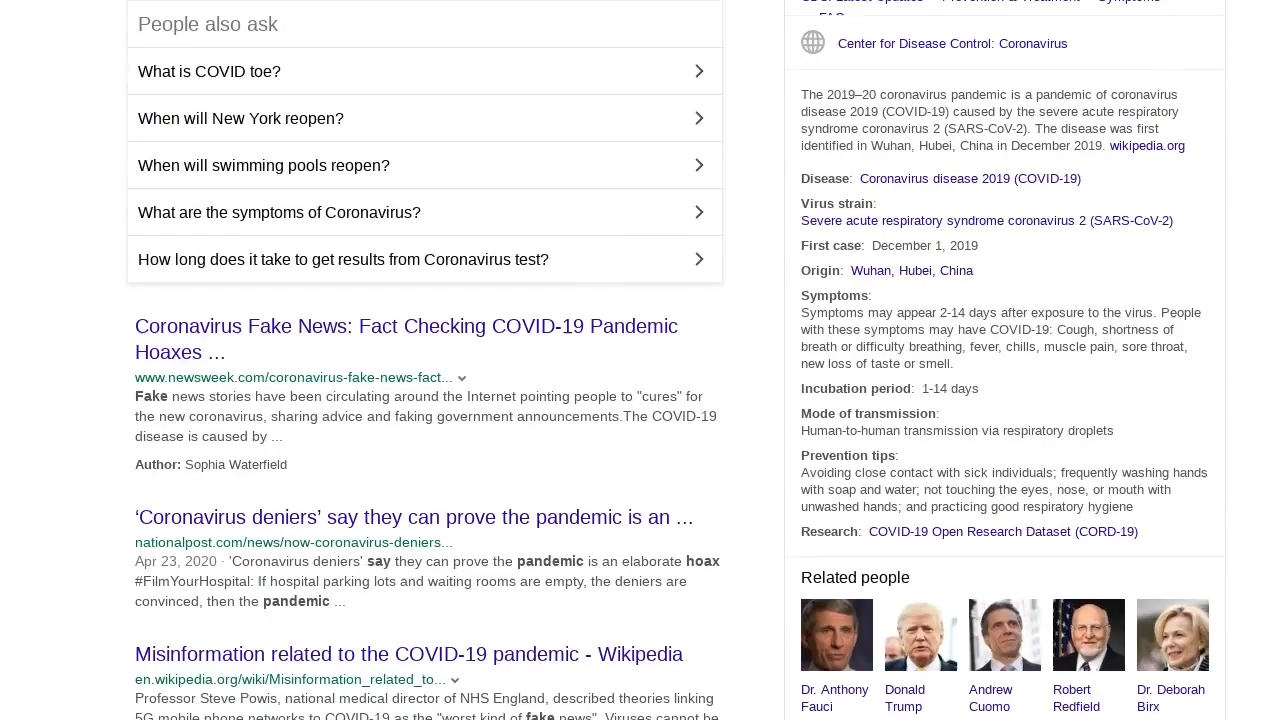 People also ask
What is COVID toe?
When will New York reopen?
When will swimming pools reopen?
What are the symptoms of Coronavirus?
How long does it take to get results from Coronavirus test?
Coronavirus Fake News: Fact Checking COVID-19 Pandemic
Hoaxes ...
www.newsweek.com/coronavirus-fake-news-fact...
Fake news stories have been circulating around the Internet pointing people to "cures" for
the new coronavirus, sharing advice and faking government announcements.The COVID-19
disease is caused by ...
Author: Sophia Waterfield
‘Coronavirus deniers’ say they can prove the pandemic is an ...
nationalpost.com/news/now-coronavirus-deniers...
Apr 23, 2020 · 'Coronavirus deniers' say they can prove the pandemic is an elaborate hoax
#FilmYourHospital: If hospital parking lots and waiting rooms are empty, the deniers are
convinced, then the pandemic ...
Misinformation related to the COVID-19 pandemic - Wikipedia
en.wikipedia.org/wiki/Misinformation_related_to...
Professor Steve Powis, national medical director of NHS England, described theories linking
5G mobile phone networks to COVID-19 as the "worst kind of fake news". Viruses cannot be
Center for Disease Control: Coronavirus
The 2019–20 coronavirus pandemic is a pandemic of coronavirus
disease 2019 (COVID-19) caused by the severe acute respiratory
syndrome coronavirus 2 (SARS-CoV-2). The disease was first
identified in Wuhan, Hubei, China in December 2019. wikipedia.org
Disease: Coronavirus disease 2019 (COVID-19)
Virus strain:
Severe acute respiratory syndrome coronavirus 2 (SARS-CoV-2)
First case: December 1, 2019
Origin: Wuhan, Hubei, China
Symptoms:
Symptoms may appear 2-14 days after exposure to the virus. People
with these symptoms may have COVID-19: Cough, shortness of
breath or difficulty breathing, fever, chills, muscle pain, sore throat,
new loss of taste or smell.
Incubation period: 1-14 days
Mode of transmission:
Human-to-human transmission via respiratory droplets
Prevention tips:
Avoiding close contact with sick individuals; frequently washing hands
with soap and water; not touching the eyes, nose, or mouth with
unwashed hands; and practicing good respiratory hygiene
Research: COVID-19 Open Research Dataset (CORD-19)
Related people
Dr. Anthony Fauci
Donald Trump
Andrew Cuomo
Robert Redfield
Dr. Deborah Birx